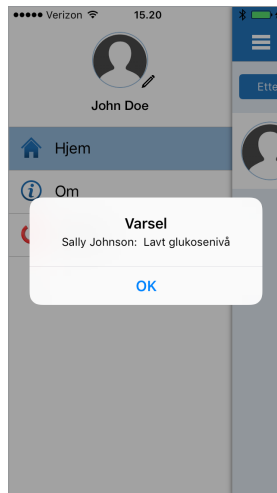 Verizon 15.20
John Doe
Hjem
Ette
Om
Varsel
Sally Johnson: Lavt glukosenivå
OK